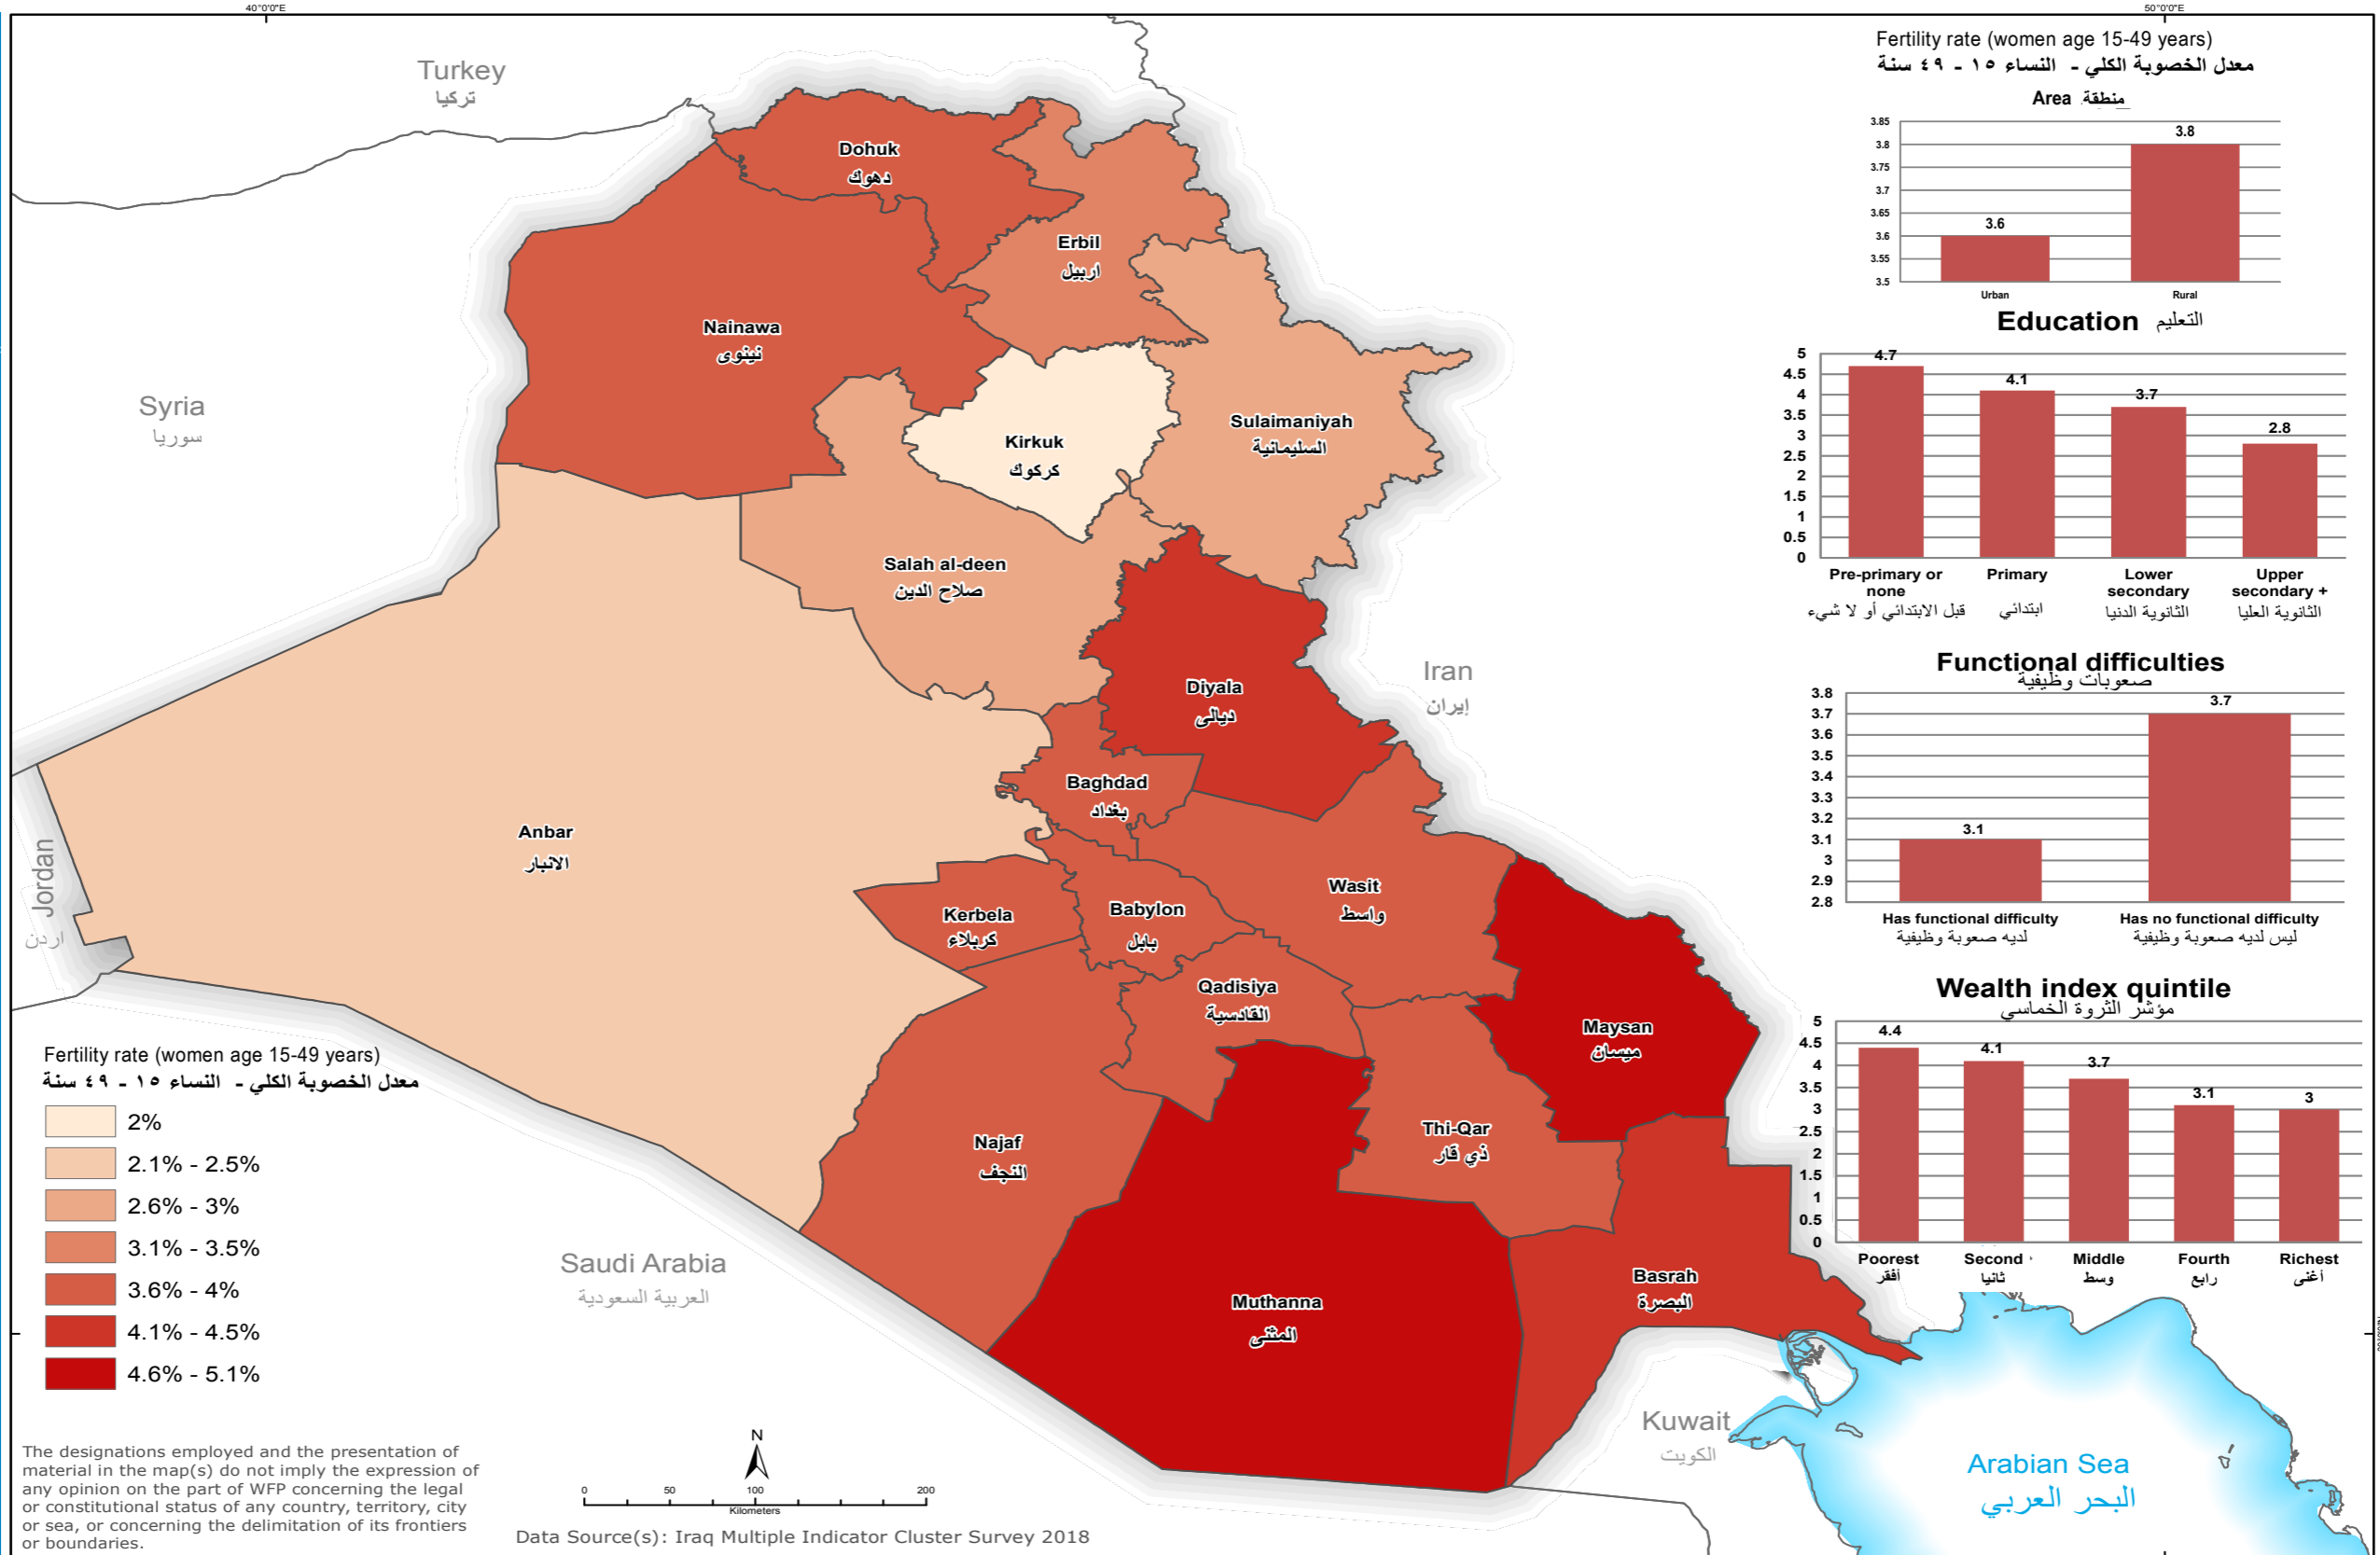 40°0'0"E
50°0'0"E
Turkey
تركيا
Syria
سوريا
Jordan
اردن
Iran
إيران
Saudi Arabia
العربية السعودية
Kuwait
الكويت
Arabian Sea
البحر العربي
Dohuk
دهوك
Erbil
اربيل
Nainawa
نينوى
Kirkuk
كركوك
Sulaimaniyah
السليمانية
Salah al-deen
صلاح الدين
Diyala
ديالى
Baghdad
بغداد
Anbar
الانبار
Kerbela
كربلاء
Babylon
بابل
Wasit
واسط
Qadisiya
القادسية
Maysan
ميسان
Najaf
النجف
Thi-Qar
ذي قار
Muthanna
المثنى
Basrah
البصرة
Fertility rate (women age 15-49 years)
معدل الخصوبة الكلي - النساء ١٥ - ٤٩ سنة
Area منطقة
3.85
3.8
3.75
3.7
3.65
3.6
3.55
3.5
3.6
3.8
Urban
Rural
Education التعليم
5
4.5
4
3.5
3
2.5
2
1.5
1
0.5
0
4.7
4.1
3.7
2.8
Pre-primary or none
قبل الابتدائي أو لا شيء
Primary
ابتدائي
Lower secondary
الثانوية الدنيا
Upper secondary +
الثانوية العليا
Functional difficulties
صعوبات وظيفية
3.8
3.7
3.6
3.5
3.4
3.3
3.2
3.1
3
2.9
2.8
3.1
3.7
Has functional difficulty
لديه صعوبة وظيفية
Has no functional difficulty
ليس لديه صعوبة وظيفية
Wealth index quintile
مؤشر الثروة الخماسي
5
4.5
4
3.5
3
2.5
2
1.5
1
0.5
0
4.4
4.1
3.7
3.1
3
Poorest
أفقر
Second
ثانيا
Middle
وسط
Fourth
رابع
Richest
أغنى
Fertility rate (women age 15-49 years)
معدل الخصوبة الكلي - النساء ١٥ - ٤٩ سنة
2%
2.1% - 2.5%
2.6% - 3%
3.1% - 3.5%
3.6% - 4%
4.1% - 4.5%
4.6% - 5.1%
The designations employed and the presentation of
material in the map(s) do not imply the expression of
any opinion on the part of WFP concerning the legal
or constitutional status of any country, territory, city
or sea, or concerning the delimitation of its frontiers
or boundaries.
N
0 50 100 200
Kilometers
Data Source(s): Iraq Multiple Indicator Cluster Survey 2018